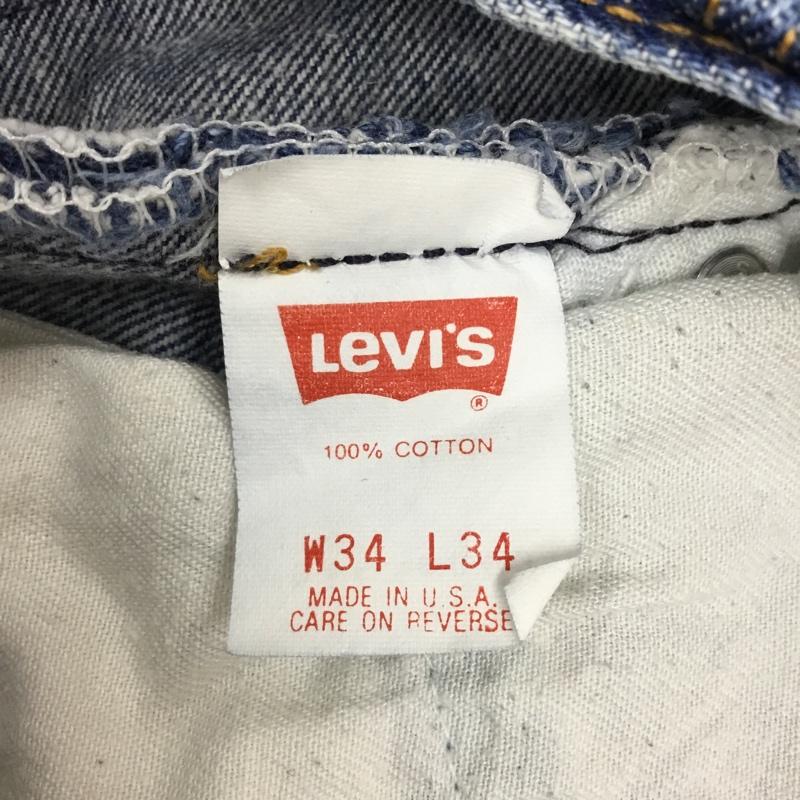 Levi's
®
100% COTTON
W34 L34
MADE IN U.S.A.
CARE ON REVERSE